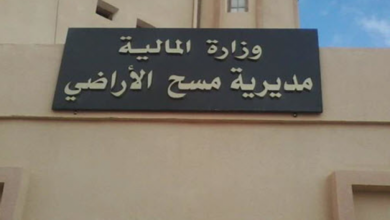 وزارة المالية
مديرية مسح الأراضي